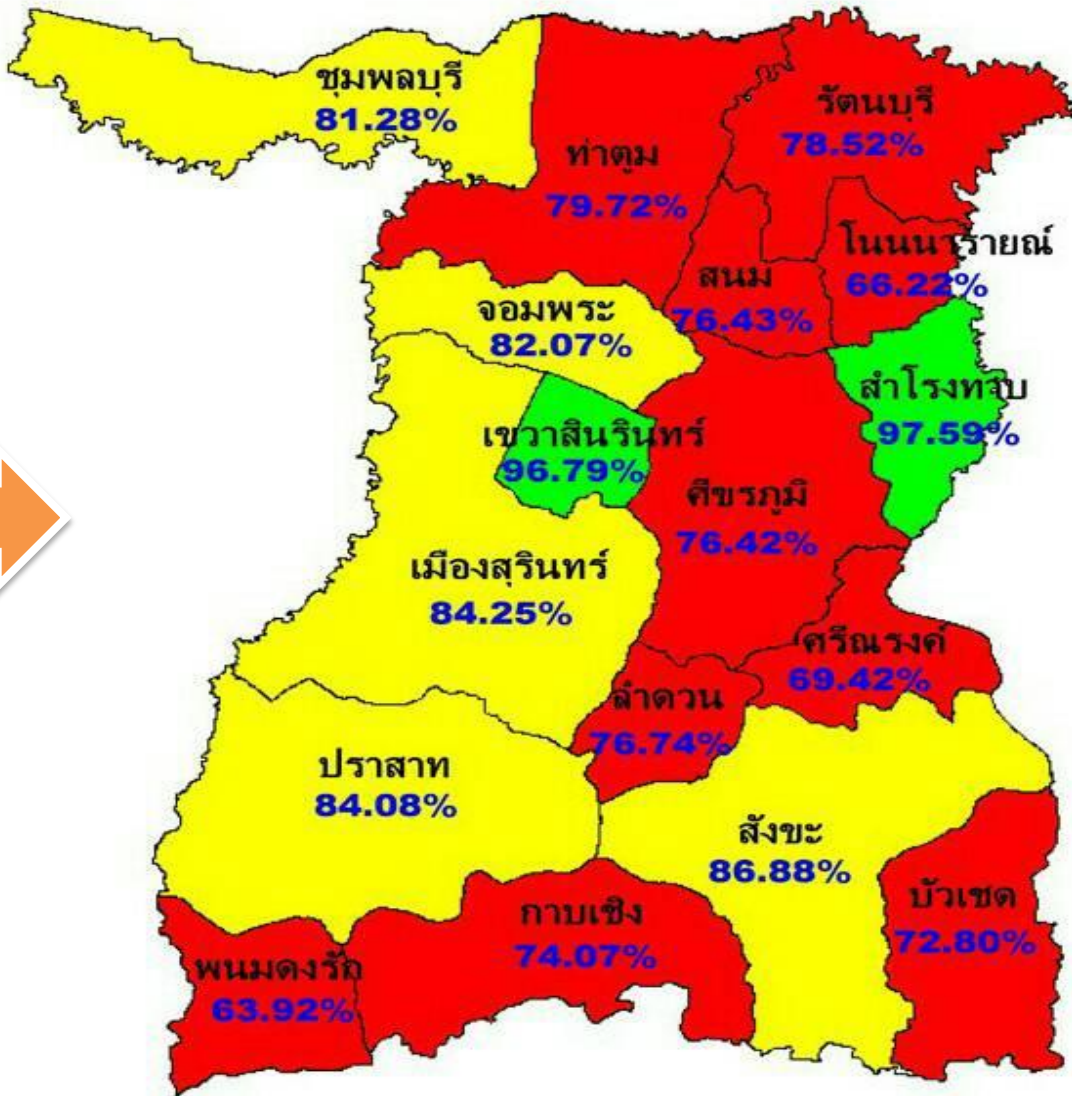 ชุมพลบุรี
81.28%
ท่าตูม
79.72%
รัตนบุรี
78.52%
สนม
76.43%
โนนนารายณ์
66.22%
จอมพระ
82.07%
เขวาสินรินทร์
96.79%
สำโรงทาบ
97.59%
ศีขรภูมิ
76.42%
เมืองสุรินทร์
84.25%
ศรีณรงค์
69.42%
ลำดวน
76.74%
ปราสาท
84.08%
สังขะ
86.88%
บัวเชด
72.80%
กาบเชิง
74.07%
พนมดงรัก
63.92%